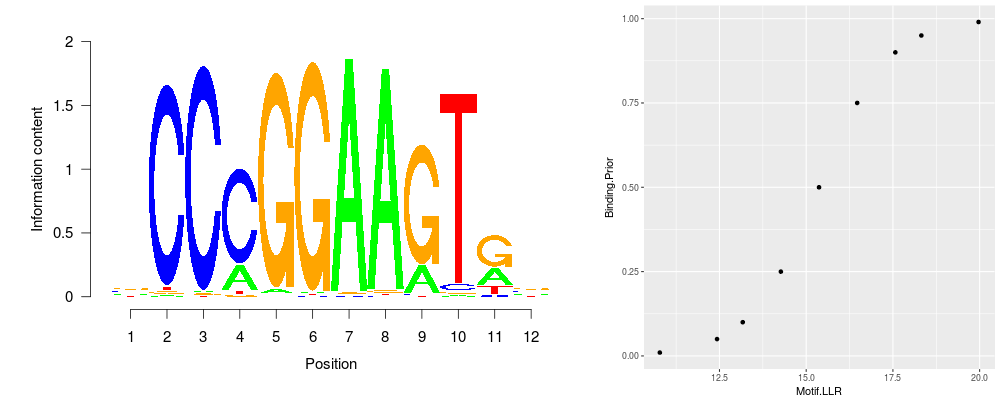 2
1.5
1
0.5
0
Information content
CCCGGAAGTG
A A A
T
1 2 3 4 5 6 7 8 9 10 11 12
Position
1.00
0.75
0.50
0.25
0.00
Binding.Prior
12.5 15.0 17.5 20.0
Motif.LLR